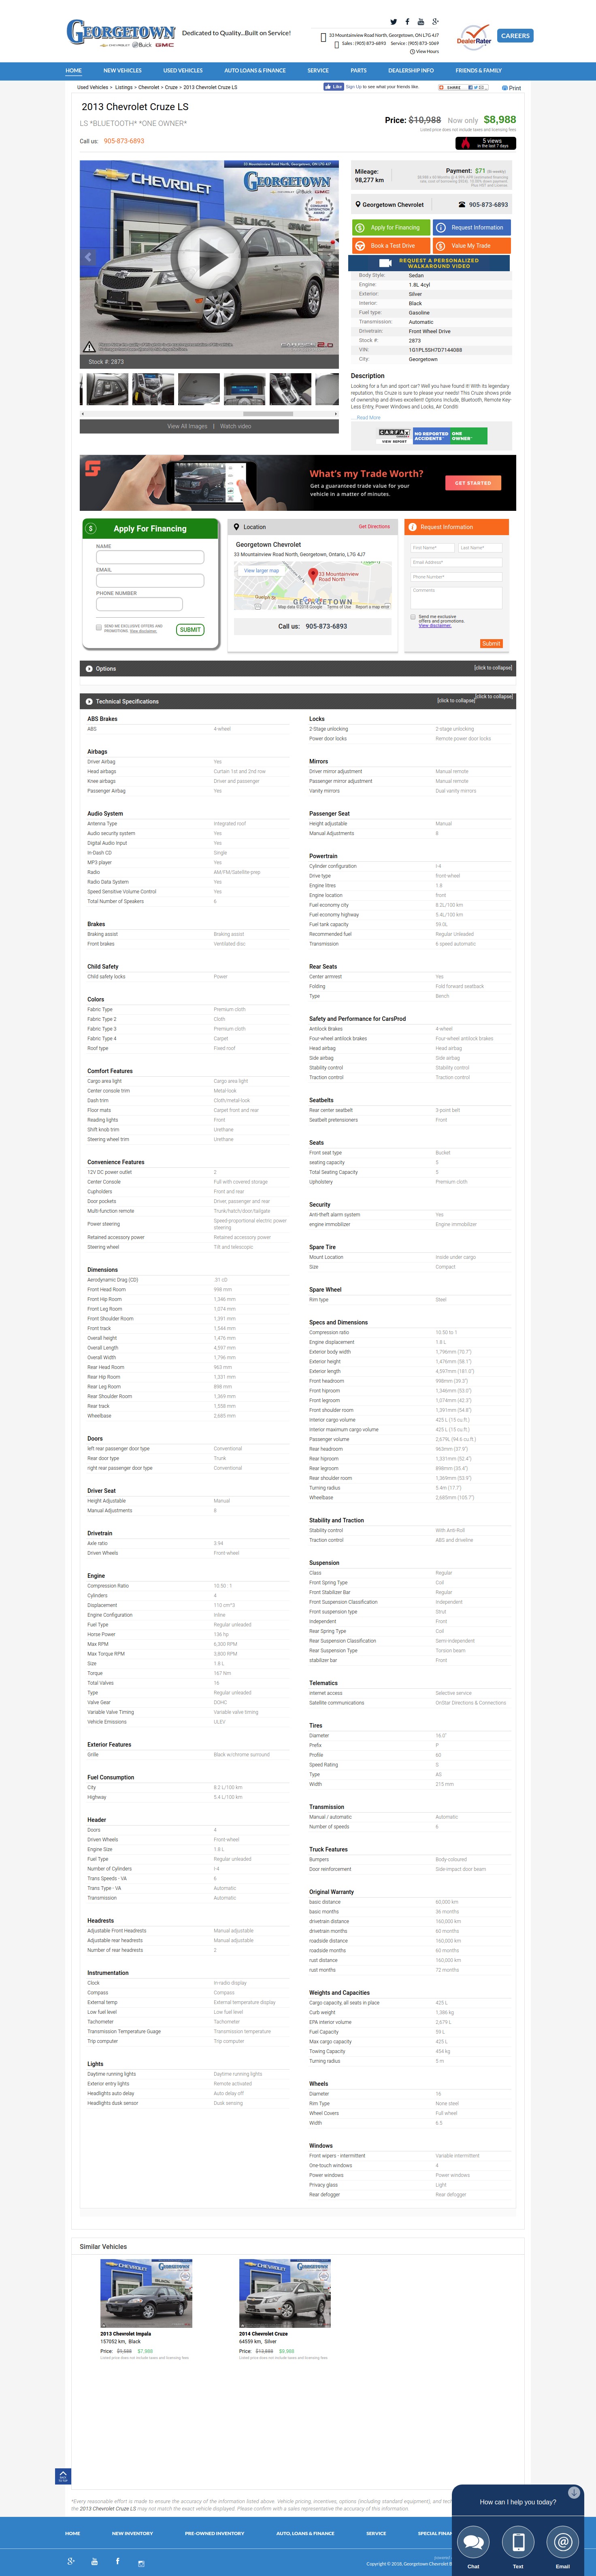 GEORGETOWN
CHEVROLET BUICK GMC
Dedicated to Quality...Built on Service!
33 Mountainview Road North, Georgetown, ON L7G 4J7
Sales : (905) 873-6893 Service : (905) 873-1069
View Hours
DealerRater
CAREERS
HOME NEW VEHICLES USED VEHICLES AUTO LOANS & FINANCE SERVICE PARTS DEALERSHIP INFO FRIENDS & FAMILY
Used Vehicles > Listings > Chevrolet > Cruze > 2013 Chevrolet Cruze LS
Like Sign Up to see what your friends like.
SHARE
Print
2013 Chevrolet Cruze LS
LS *BLUETOOTH* *ONE OWNER*
Price: $10,988 Now only $8,988
Listed price does not include taxes and licensing fees
Call us: 905-873-6893
5 views
in the last 7 days
Stock #: 2873
View All Images | Watch video
Mileage:
98,277 km
Payment: $71
Georgetown Chevrolet 905-873-6893
Apply for Financing Request Information
Book a Test Drive Value My Trade
REQUEST A PERSONALIZED
WALKAROUND VIDEO
Body Style: Sedan
Engine: 1.8L 4cyl
Exterior: Silver
Interior: Black
Fuel type: Gasoline
Transmission: Automatic
Drivetrain: Front Wheel Drive
Stock #: 2873
VIN: 1G1PL5SH7D7144088
City: Georgetown
Description
Looking for a fun and sport car? Well you have found it! With its legendary
reputation, this Cruze is sure to please your needs! This Cruze shows pride
of ownership and drives excellent! Options Include, Bluetooth, Remote Key-
Less Entry, Power Windows and Locks, Air Conditi
... Read More
CARFAX
VIEW REPORT
NO REPORTED
ACCIDENTS
ONE
OWNER
What's my Trade Worth?
Get a guaranteed trade value for your
vehicle in a matter of minutes.
GET STARTED
Apply For Financing
NAME
EMAIL
PHONE NUMBER
SEND ME EXCLUSIVE OFFERS AND
PROMOTIONS. View disclaimer.
SUBMIT
Location Get Directions
Georgetown Chevrolet
33 Mountainview Road North, Georgetown, Ontario, L7G 4J7
View larger map
33 Mountainview
Road North
GEORGETOWN
Map data ©2018 Google Terms of Use Report a map error
Call us: 905-873-6893
Request Information
First Name* Last Name*
Email Address*
Phone Number*
Comments
Send me exclusive
offers and promotions.
View disclaimer.
Submit
Options [click to collapse]
Technical Specifications [click to collapse] [click to collapse]
ABS Brakes
ABS 4-wheel
Airbags
Driver Airbag Yes
Head airbags Curtain 1st and 2nd row
Knee airbags Driver and passenger
Passenger Airbag Yes
Audio System
Antenna Type Integrated roof
Audio security system Yes
Digital Audio Input Yes
In-Dash CD Single
MP3 player Yes
Radio AM/FM/Satellite-prep
Radio Data System Yes
Speed Sensitive Volume Control Yes
Total Number of Speakers 6
Brakes
Braking assist Braking assist
Front brakes Ventilated disc
Child Safety
Child safety locks Power
Colors
Fabric Type Premium cloth
Fabric Type 2 Cloth
Fabric Type 3 Premium cloth
Fabric Type 4 Carpet
Roof type Fixed roof
Comfort Features
Cargo area light Cargo area light
Center console trim Metal-look
Dash trim Cloth/metal-look
Floor mats Carpet front and rear
Reading lights Front
Shift knob trim Urethane
Steering wheel trim Urethane
Convenience Features
12V DC power outlet 2
Center Console Full with covered storage
Cupholders Front and rear
Door pockets Driver, passenger and rear
Multi-function remote Trunk/hatch/door/tailgate
Power steering Speed-proportional electric power
steering
Retained accessory power Retained accessory power
Steering wheel Tilt and telescopic
Dimensions
Aerodynamic Drag (CD) .31 cD
Front Head Room 998 mm
Front Hip Room 1,346 mm
Front Leg Room 1,074 mm
Front Shoulder Room 1,391 mm
Front track 1,544 mm
Overall height 1,476 mm
Overall Length 4,597 mm
Overall Width 1,796 mm
Rear Head Room 963 mm
Rear Hip Room 1,331 mm
Rear Leg Room 898 mm
Rear Shoulder Room 1,369 mm
Rear track 1,558 mm
Wheelbase 2,685 mm
Doors
left rear passenger door type Conventional
Rear door type Trunk
right rear passenger door type Conventional
Driver Seat
Height Adjustable Manual
Manual Adjustments 6
Drivetrain
Axle ratio 3.94
Driven Wheels Front-wheel
Engine
Compression Ratio 10.50 : 1
Cylinders 4
Displacement 110 cm^3
Engine Configuration Inline
Fuel Type Regular unleaded
Horse Power 136 hp
Max RPM 6,300 RPM
Max Torque RPM 3,800 RPM
Size 1.8 L
Torque 167 Nm
Total Valves 16
Type Regular unleaded
Valve Gear DOHC
Variable Valve Timing Variable valve timing
Vehicle Emissions ULEV
Exterior Features
Grille Black w/chrome surround
Fuel Consumption
City 8.2 L/100 km
Highway 5.4 L/100 km
Header
Doors 4
Driven Wheels Front-wheel
Engine Size 1.8 L
Fuel Type Regular unleaded
Number of Cylinders I-4
Trans Speeds - VA 6
Trans Type - VA Automatic
Transmission Automatic
Headrests
Adjustable Front Headrests Manual adjustable
Adjustable rear headrests Manual adjustable
Number of rear headrests 2
Instrumentation
Clock In-radio display
Compass Compass
External temp External temperature display
Low fuel level Low fuel level
Tachometer Tachometer
Transmission Temperature Guage Transmission temperature
Trip computer Trip computer
Lights
Daytime running lights Daytime running lights
Exterior entry lights Remote activated
Headlights auto delay Auto delay off
Headlights dusk sensor Dusk sensing
Locks
2-Stage unlocking 2-stage unlocking
Power door locks Remote power door locks
Mirrors
Driver mirror adjustment Manual remote
Passenger mirror adjustment Manual remote
Vanity mirrors Dual vanity mirrors
Passenger Seat
Height adjustable Manual
Manual Adjustments 8
Powertrain
Cylinder configuration I-4
Drive type front-wheel
Engine litres 1.8
Engine location front
Fuel economy city 8.2L/100 km
Fuel economy highway 5.4L/100 km
Fuel tank capacity 59.0L
Recommended fuel Regular Unleaded
Transmission 6 speed automatic
Rear Seats
Center armrest Yes
Folding Fold forward seatback
Type Bench
Safety and Performance for CarsProd
Antilock Brakes 4-wheel
Four-wheel antilock brakes Four-wheel antilock brakes
Head airbag Head airbag
Side airbag Side airbag
Stability control Stability control
Traction control Traction control
Seatbelts
Rear center seatbelt 3-point belt
Seatbelt pretensioners Front
Seats
Front seat type Bucket
seating capacity 5
Total Seating Capacity 5
Upholstery Premium cloth
Security
Anti-theft alarm system Yes
engine immobilizer Engine immobilizer
Spare Tire
Mount Location Inside under cargo
Size Compact
Spare Wheel
Rim type Steel
Specs and Dimensions
Compression ratio 10.50 to 1
Engine displacement 1.8 L
Exterior body width 1,796mm (70.7")
Exterior height 1,476mm (58.1")
Exterior length 4,597mm (181.0")
Front headroom 998mm (39.3")
Front hiproom 1,346mm (53.0")
Front legroom 1,074mm (42.3")
Front shoulder room 1,391mm (54.8")
Interior cargo volume 425 L (15 cu.ft.)
Interior maximum cargo volume 425 L (15 cu.ft.)
Passenger volume 2,679L (94.6 cu.ft.)
Rear headroom 963mm (37.9")
Rear hiproom 1,331mm (52.4")
Rear legroom 898mm (35.4")
Rear shoulder room 1,369mm (53.9")
Turning radius 5.4m (17.7')
Wheelbase 2,685mm (105.7")
Stability and Traction
Stability control With Anti-Roll
Traction control ABS and driveline
Suspension
Class Regular
Front Spring Type Coil
Front Stabilizer Bar Regular
Front Suspension Classification Independent
Front suspension type Strut
Independent Front
Rear Spring Type Coil
Rear Suspension Classification Semi-independent
Rear Suspension Type Torsion beam
stabilizer bar Front
Telematics
internet access Selective service
Satellite communications OnStar Directions & Connections
Tires
Diameter 16.0"
Prefix P
Profile 60
Speed Rating S
Type AS
Width 215 mm
Transmission
Manual / automatic Automatic
Number of speeds 6
Truck Features
Bumpers Body-coloured
Door reinforcement Side-impact door beam
Original Warranty
basic distance 60,000 km
basic months 36 months
drivetrain distance 160,000 km
drivetrain months 60 months
roadside distance 160,000 km
roadside months 60 months
rust distance 160,000 km
rust months 72 months
Weights and Capacities
Cargo capacity, all seats in place 425 L
Curb weight 1,386 kg
EPA interior volume 2,679 L
Fuel Capacity 59 L
Max cargo capacity 425 L
Towing Capacity 454 kg
Turning radius 5 m
Wheels
Diameter 16
Rim Type None steel
Wheel Covers Full wheel
Width 6.5
Windows
Front wipers - intermittent Variable intermittent
One-touch windows 4
Power windows Power windows
Privacy glass Light
Rear defogger Rear defogger
Similar Vehicles
2013 Chevrolet Impala
157052 km, Black
Price: $9,588 $7,988
Listed price does not include taxes and licensing fees
2014 Chevrolet Cruze
64559 km, Silver
Listed price does not include taxes and licensing fees
*Every reasonable effort is made to ensure the accuracy of the information listed above. Vehicle pricing, incentives, options (including standard equipment), and tech
the 2013 Chevrolet Cruze LS may not match the exact vehicle displayed. Please confirm with a sales representative the accuracy of this information.
How can I help you today?
Chat Text Email
HOME NEW INVENTORY PRE-OWNED INVENTORY AUTO, LOANS & FINANCE SERVICE SPECIAL FINAN
Copyright © 2018, Georgetown Chevrolet B